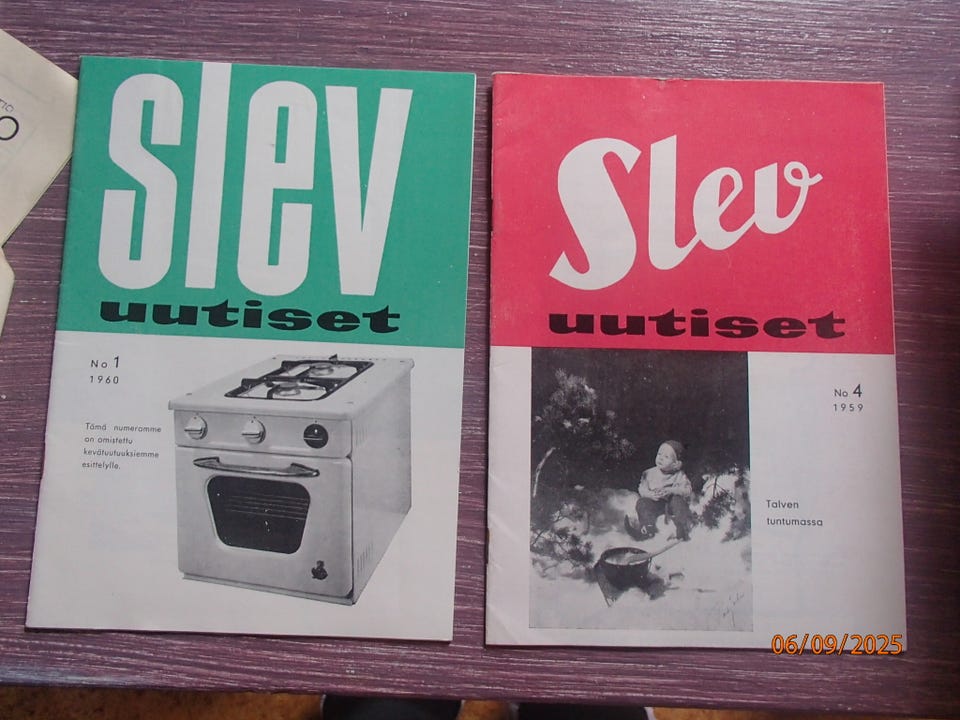 slev
uutiset
No 1
1960
Tämä numeromme
on omistettu
kevätuutuuksiemme
esittelylle.
Slev
uutiset
No 4
1959
Talven
tuntumassa
06/09/2025